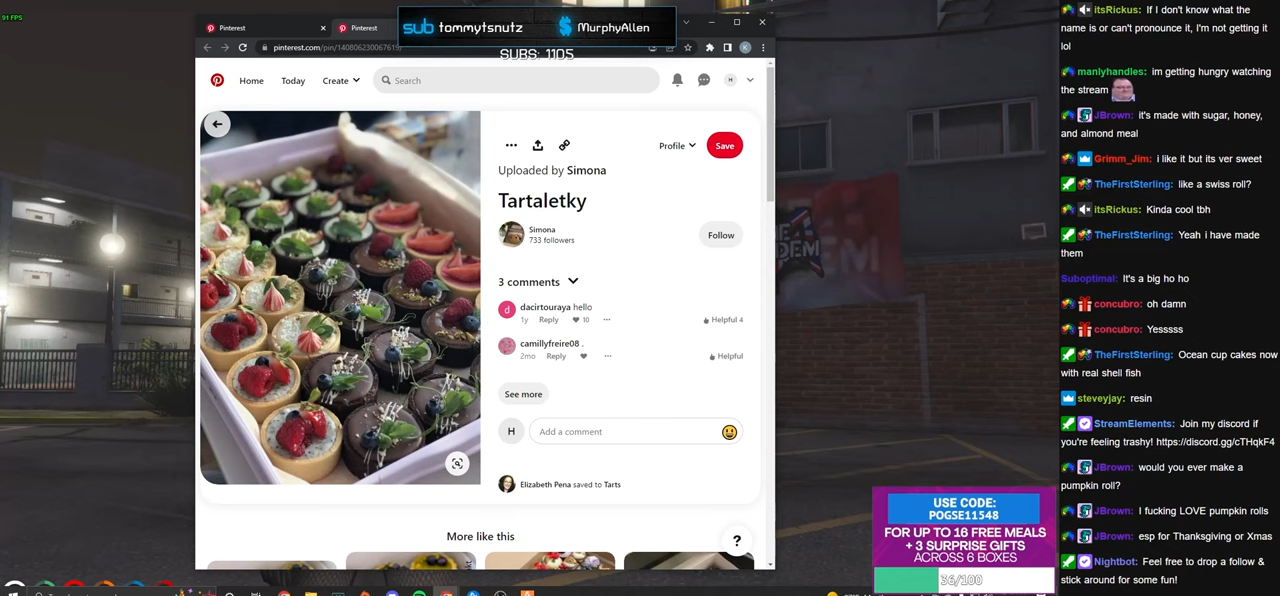 91 FPS
Pinterest
Pinterest
sub tommytsnutz
$ MurphyAllen
SUBS: 1105
pinterest.com/pin/140806230067619
Home
Today
Create
Search
H
Profile
Save
Uploaded by Simona
Tartaletky
Simona
733 followers
Follow
3 comments
d
dacirtouraya hello
1y Reply 10
Helpful 4
camillyfreire08 .
2mo Reply
Helpful
See more
H
Add a comment
Elizabeth Pena saved to Tarts
More like this
?
USE CODE:
POGSE11548
FOR UP TO 16 FREE MEALS
+ 3 SURPRISE GIFTS
ACROSS 6 BOXES
36/100
itsRickus: If I don't know what the
name is or can't pronounce it, I'm not getting it
lol
manlyhandles: im getting hungry watching
the stream
JBrown: it's made with sugar, honey,
and almond meal
Grimm_Jim: i like it but its ver sweet
TheFirstSterling: like a swiss roll?
itsRickus: Kinda cool tbh
TheFirstSterling: Yeah i have made
them
Suboptimal: It's a big ho ho
concubro: oh damn
concubro: Yesssss
TheFirstSterling: Ocean cup cakes now
with real shell fish
steveyjay: resin
StreamElements: Join my discord if
you're feeling trashy! https://discord.gg/cTHqkF4
JBrown: would you ever make a
pumpkin roll?
JBrown: I fucking LOVE pumpkin rolls
JBrown: esp for Thanksgiving or Xmas
Nightbot: Feel free to drop a follow &
stick around for some fun!